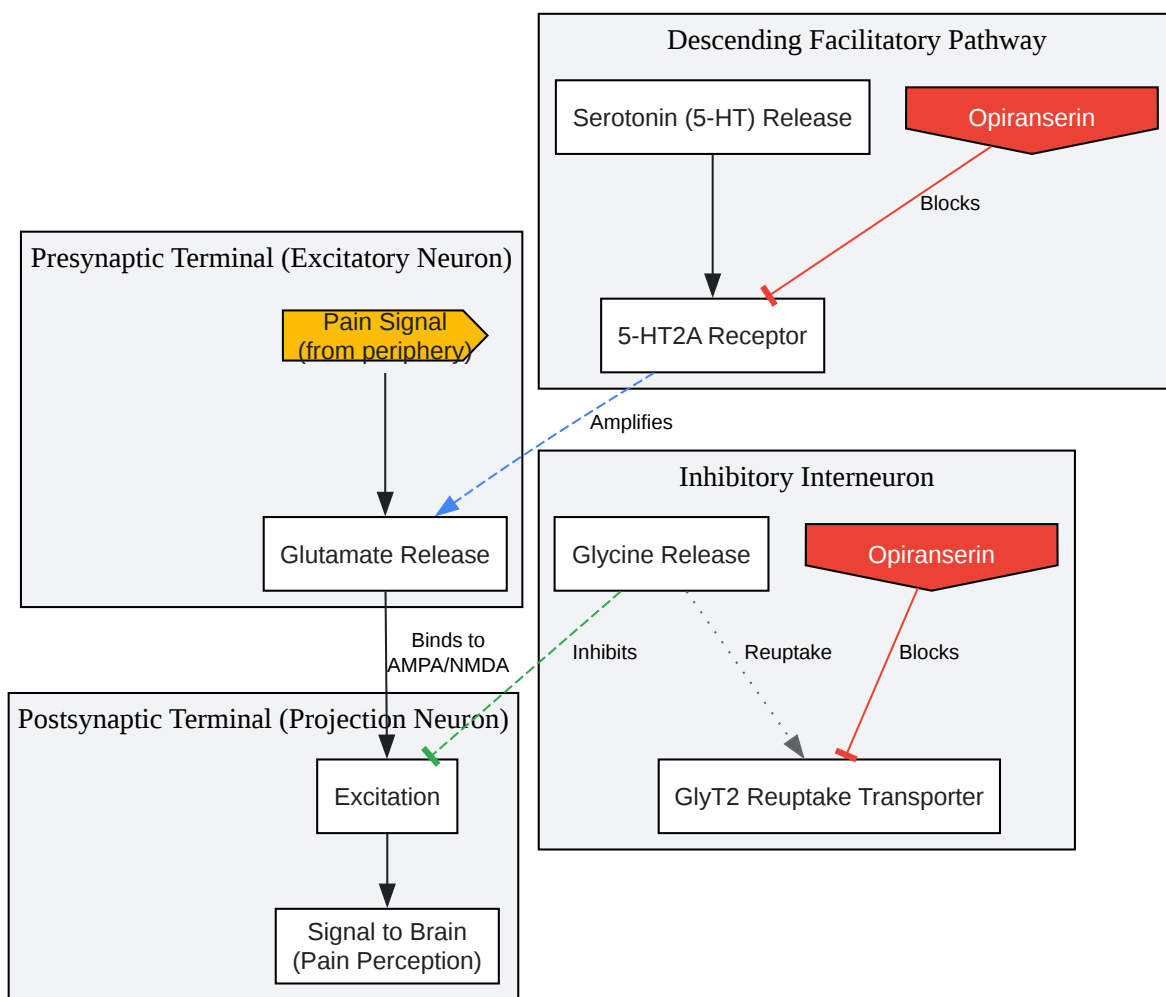 Descending Facilitatory Pathway
Serotonin (5-HT) Release
Opiranserin
Blocks
5-HT2A Receptor
Amplifies
Presynaptic Terminal (Excitatory Neuron)
Pain Signal
(from periphery)
Glutamate Release
Binds to
AMPA/NMDA
Inhibitory Interneuron
Glycine Release
Opiranserin
Inhibits
Reuptake
Blocks
GlyT2 Reuptake Transporter
Postsynaptic Terminal (Projection Neuron)
Excitation
Signal to Brain
(Pain Perception)